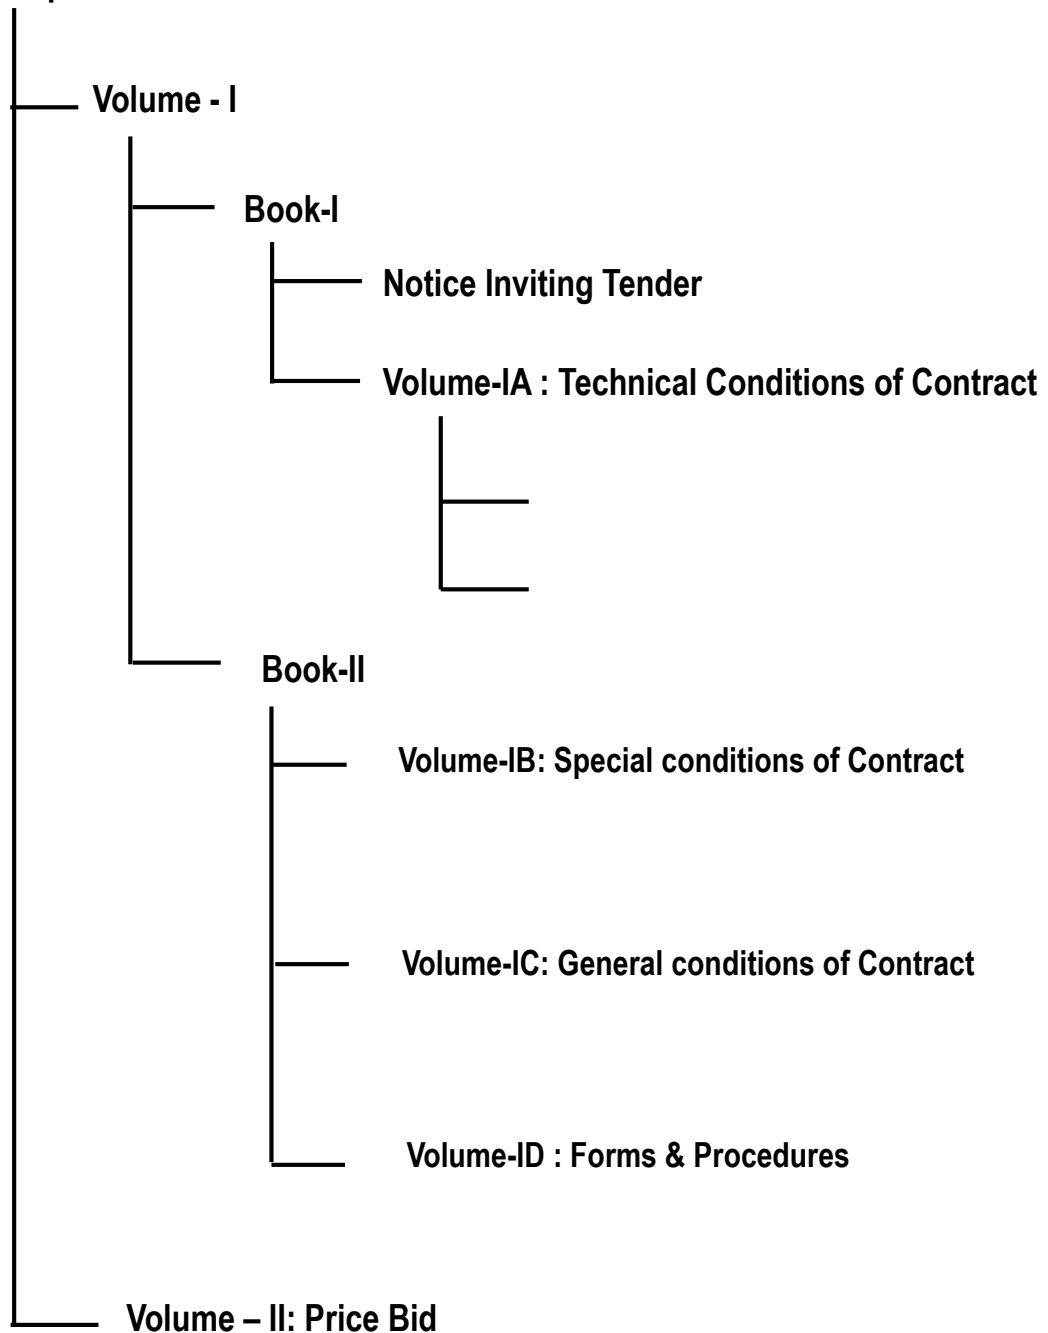 Volume - I
Book-I
Notice Inviting Tender
Volume-IA : Technical Conditions of Contract
Book-II
Volume-IB: Special conditions of Contract
Volume-IC: General conditions of Contract
Volume-ID : Forms & Procedures
Volume – II: Price Bid